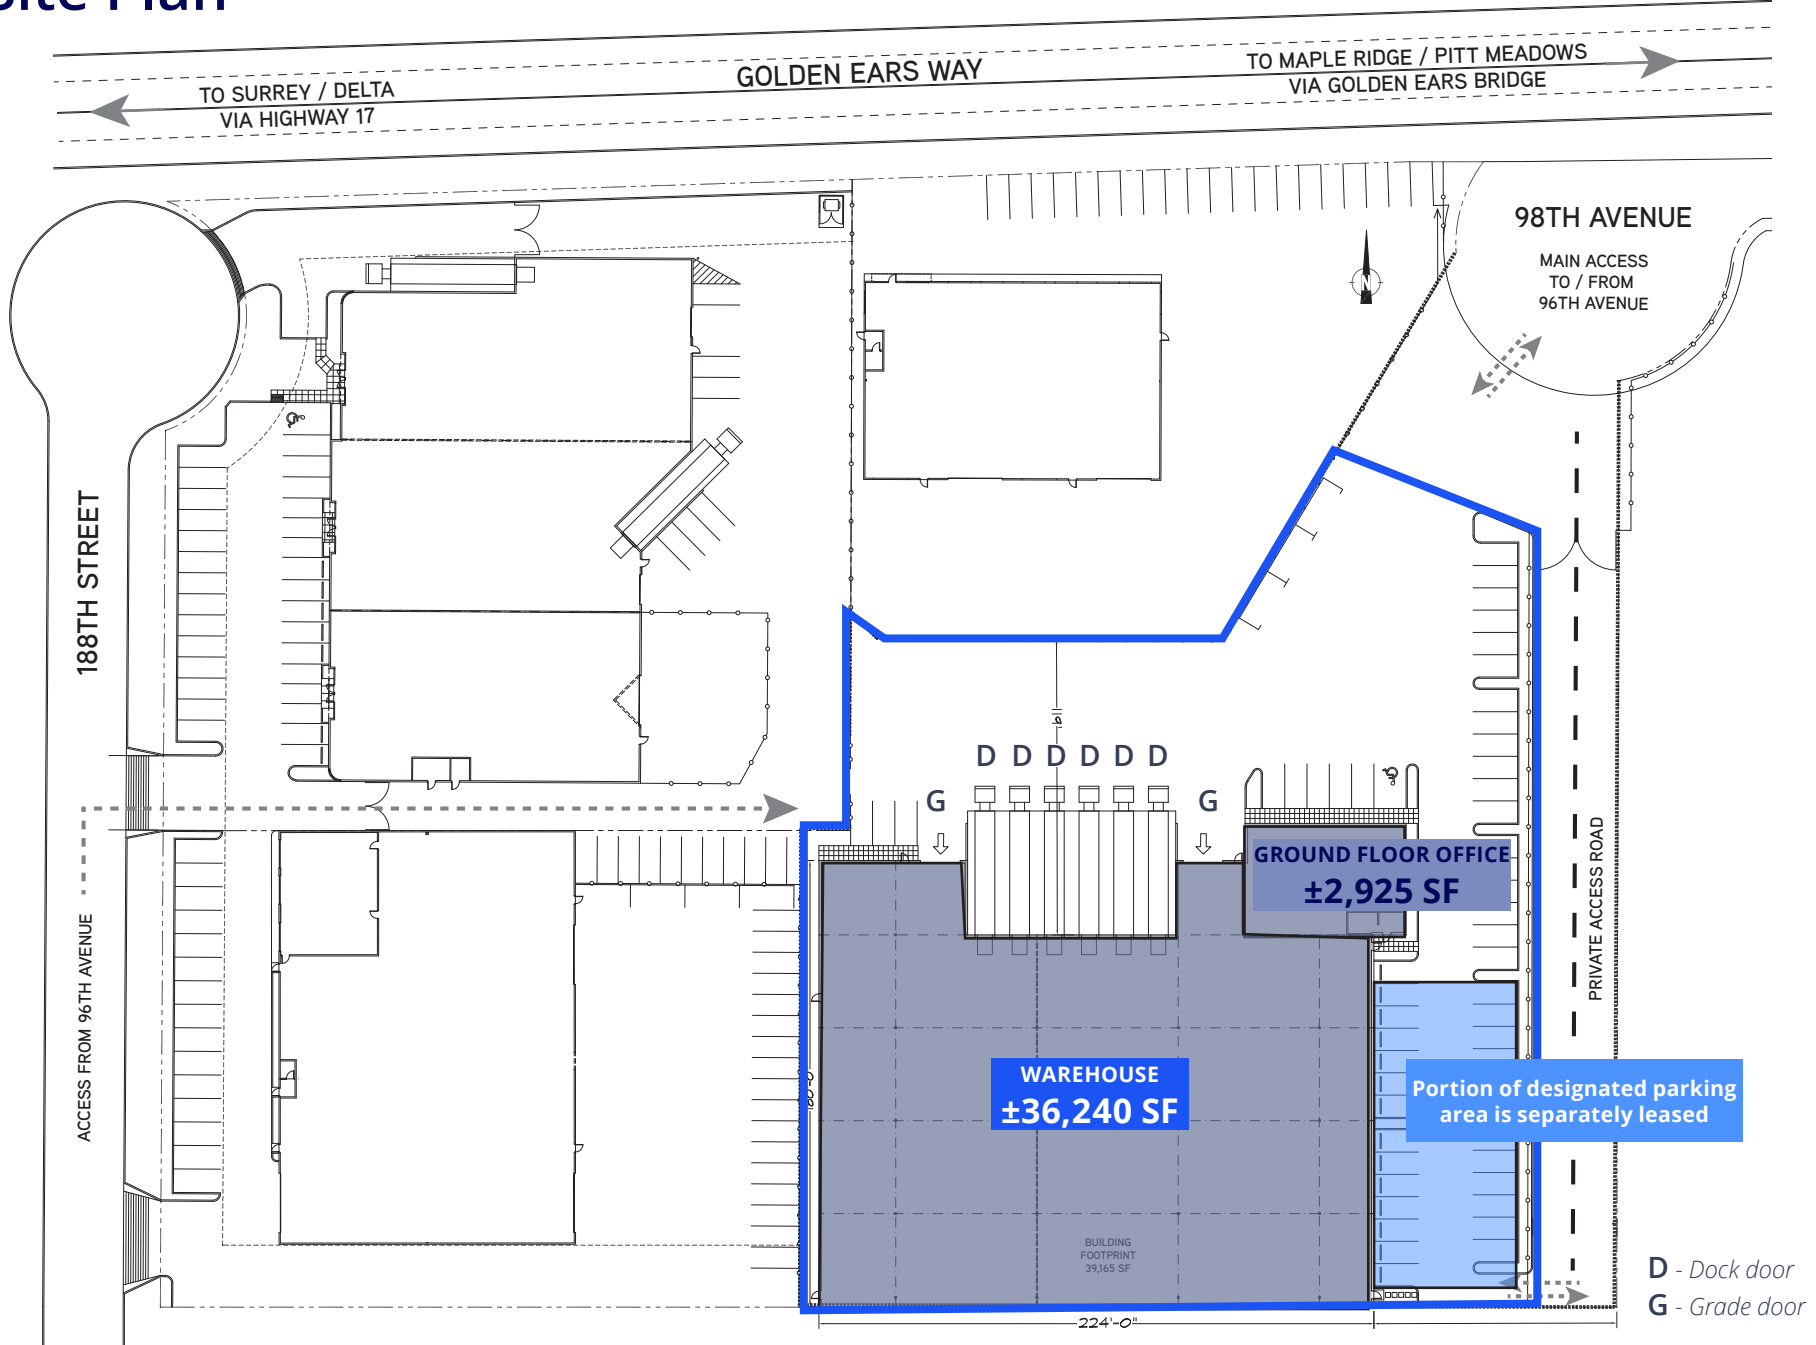 Site Plan
TO SURREY / DELTA
VIA HIGHWAY 17
GOLDEN EARS WAY
TO MAPLE RIDGE / PITT MEADOWS
VIA GOLDEN EARS BRIDGE
98TH AVENUE
MAIN ACCESS
TO / FROM
96TH AVENUE
N
188TH STREET
ACCESS FROM 96TH AVENUE
D D D D D D
G
G
GROUND FLOOR OFFICE
±2,925 SF
PRIVATE ACCESS ROAD
WAREHOUSE
±36,240 SF
Portion of designated parking
area is separately leased
BUILDING
FOOTPRINT
39,165 SF
224'-0"
D - Dock door
G - Grade door